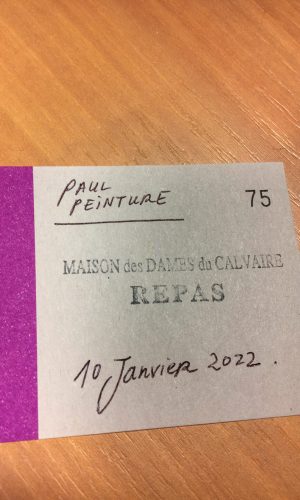 PAUL
PEINTURE
75
MAISON des DAMES du CALVAIRE
REPAS
10 Janvier 2022.